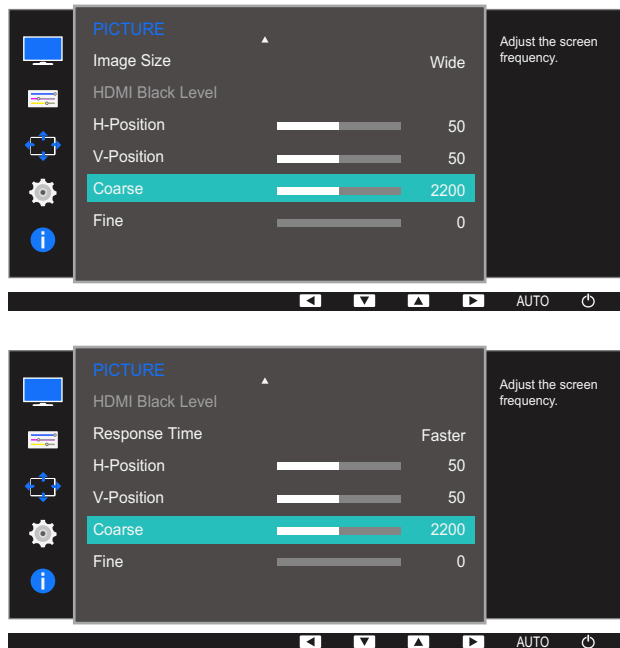 PICTURE
Image Size Wide
HDMI Black Level
H-Position 50
V-Position 50
Coarse 2200
Fine 0
Adjust the screen
frequency.
AUTO
PICTURE
HDMI Black Level
Response Time Faster
H-Position 50
V-Position 50
Coarse 2200
Fine 0
Adjust the screen
frequency.
AUTO